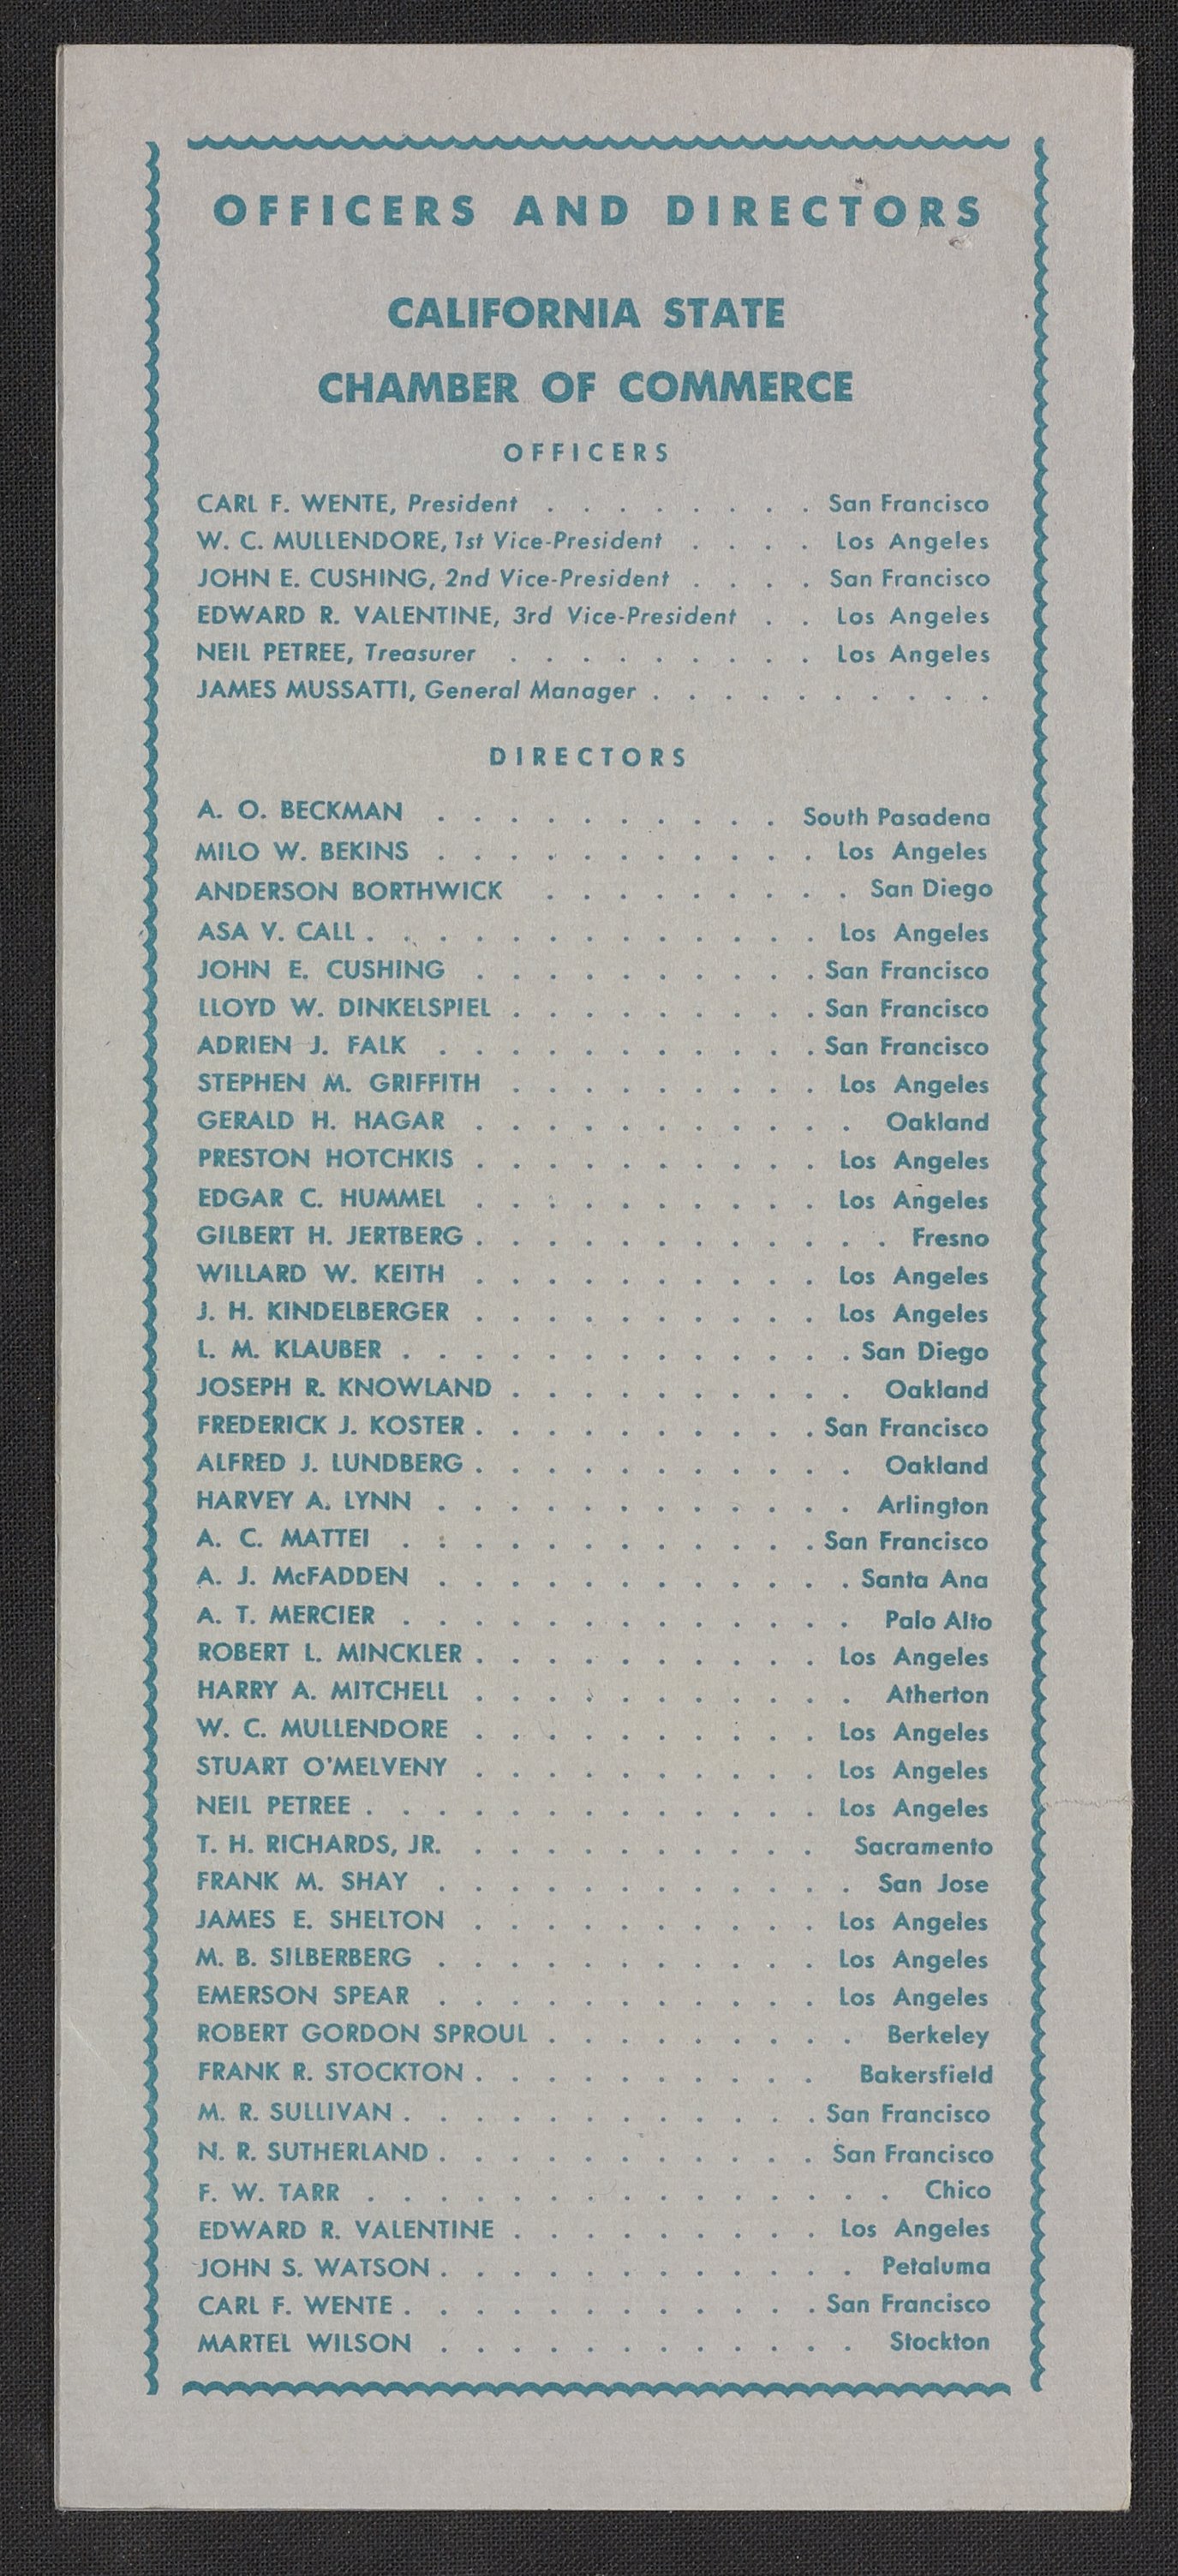 OFFICERS AND DIRECTORS
CALIFORNIA STATE
CHAMBER OF COMMERCE
OFFICERS
CARL F. WENTE, President . . . . . . . . San Francisco
W. C. MULLENDORE, 1st Vice-President . . . . Los Angeles
JOHN E. CUSHING, 2nd Vice-President . . . . San Francisco
EDWARD R. VALENTINE, 3rd Vice-President . . Los Angeles
NEIL PETREE, Treasurer . . . . . . . . . Los Angeles
JAMES MUSSATTI, General Manager . . . . . . . . . .
DIRECTORS
A. O. BECKMAN . . . . . . . . . . South Pasadena
MILO W. BEKINS . . . . . . . . . . . Los Angeles
ANDERSON BORTHWICK . . . . . . . . . San Diego
ASA V. CALL . . . . . . . . . . . . . Los Angeles
JOHN E. CUSHING . . . . . . . . . . San Francisco
LLOYD W. DINKELSPIEL . . . . . . . . . San Francisco
ADRIEN J. FALK . . . . . . . . . . . San Francisco
STEPHEN M. GRIFFITH . . . . . . . . . Los Angeles
GERALD H. HAGAR . . . . . . . . . . . Oakland
PRESTON HOTCHKIS . . . . . . . . . . Los Angeles
EDGAR C. HUMMEL . . . . . . . . . . Los Angeles
GILBERT H. JERTBERG . . . . . . . . . . . . Fresno
WILLARD W. KEITH . . . . . . . . . . Los Angeles
J. H. KINDELBERGER . . . . . . . . . . Los Angeles
L. M. KLAUBER . . . . . . . . . . . . . San Diego
JOSEPH R. KNOWLAND . . . . . . . . . . Oakland
FREDERICK J. KOSTER . . . . . . . . . . San Francisco
ALFRED J. LUNDBERG . . . . . . . . . . . Oakland
HARVEY A. LYNN . . . . . . . . . . . . Arlington
A. C. MATTEI . . . . . . . . . . . . San Francisco
A. J. McFADDEN . . . . . . . . . . . . Santa Ana
A. T. MERCIER . . . . . . . . . . . . . Palo Alto
ROBERT L. MINCKLER . . . . . . . . . . Los Angeles
HARRY A. MITCHELL . . . . . . . . . . . Atherton
W. C. MULLENDORE . . . . . . . . . . Los Angeles
STUART O'MELVENY . . . . . . . . . . Los Angeles
NEIL PETREE . . . . . . . . . . . . . Los Angeles
T. H. RICHARDS, JR. . . . . . . . . . . Sacramento
FRANK M. SHAY . . . . . . . . . . . . San Jose
JAMES E. SHELTON . . . . . . . . . . Los Angeles
M. B. SILBERBERG . . . . . . . . . . . Los Angeles
EMERSON SPEAR . . . . . . . . . . . Los Angeles
ROBERT GORDON SPROUL . . . . . . . . . Berkeley
FRANK R. STOCKTON . . . . . . . . . . Bakersfield
M. R. SULLIVAN . . . . . . . . . . . . San Francisco
N. R. SUTHERLAND . . . . . . . . . . . San Francisco
F. W. TARR . . . . . . . . . . . . . . . Chico
EDWARD R. VALENTINE . . . . . . . . . Los Angeles
JOHN S. WATSON . . . . . . . . . . . . Petaluma
CARL F. WENTE . . . . . . . . . . . . San Francisco
MARTEL WILSON . . . . . . . . . . . . Stockton